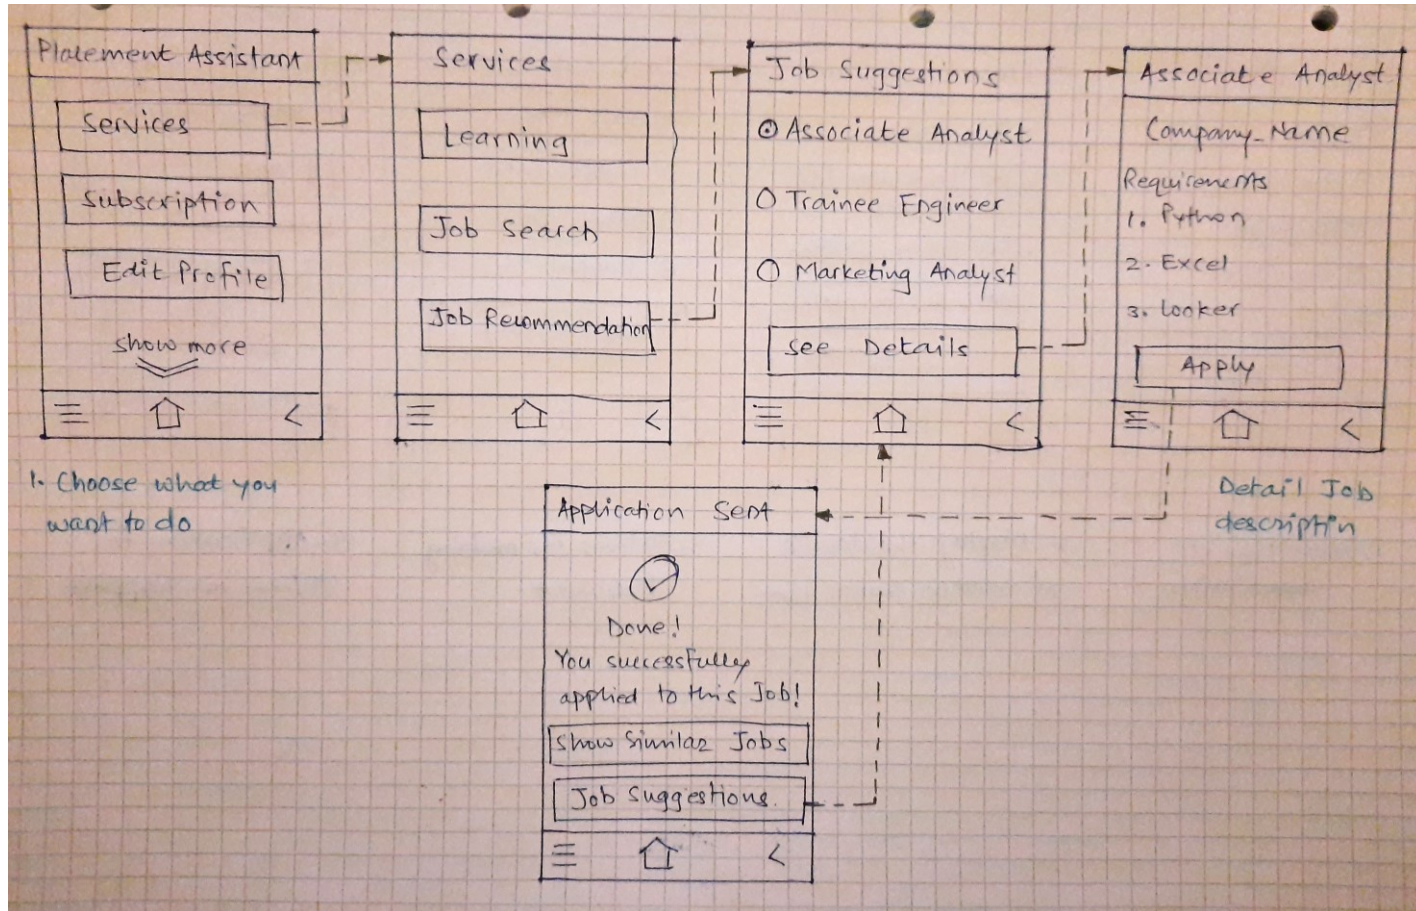 Placement Assistant
Services
Subscription
Edit Profile
show more
1. Choose what you
want to do
Services
Learning
Job Search
Job Recommendation
Job Suggestions
Associate Analyst
Trainee Engineer
Marketing Analyst
See Details
Associate Analyst
Company_Name
Requirements
1. Python
2. Excel
3. Looker
Apply
Detail Job
descriptin
Application Sent
Done!
You successfully
applied to this Job!
Show Similar Jobs
Job Suggestions